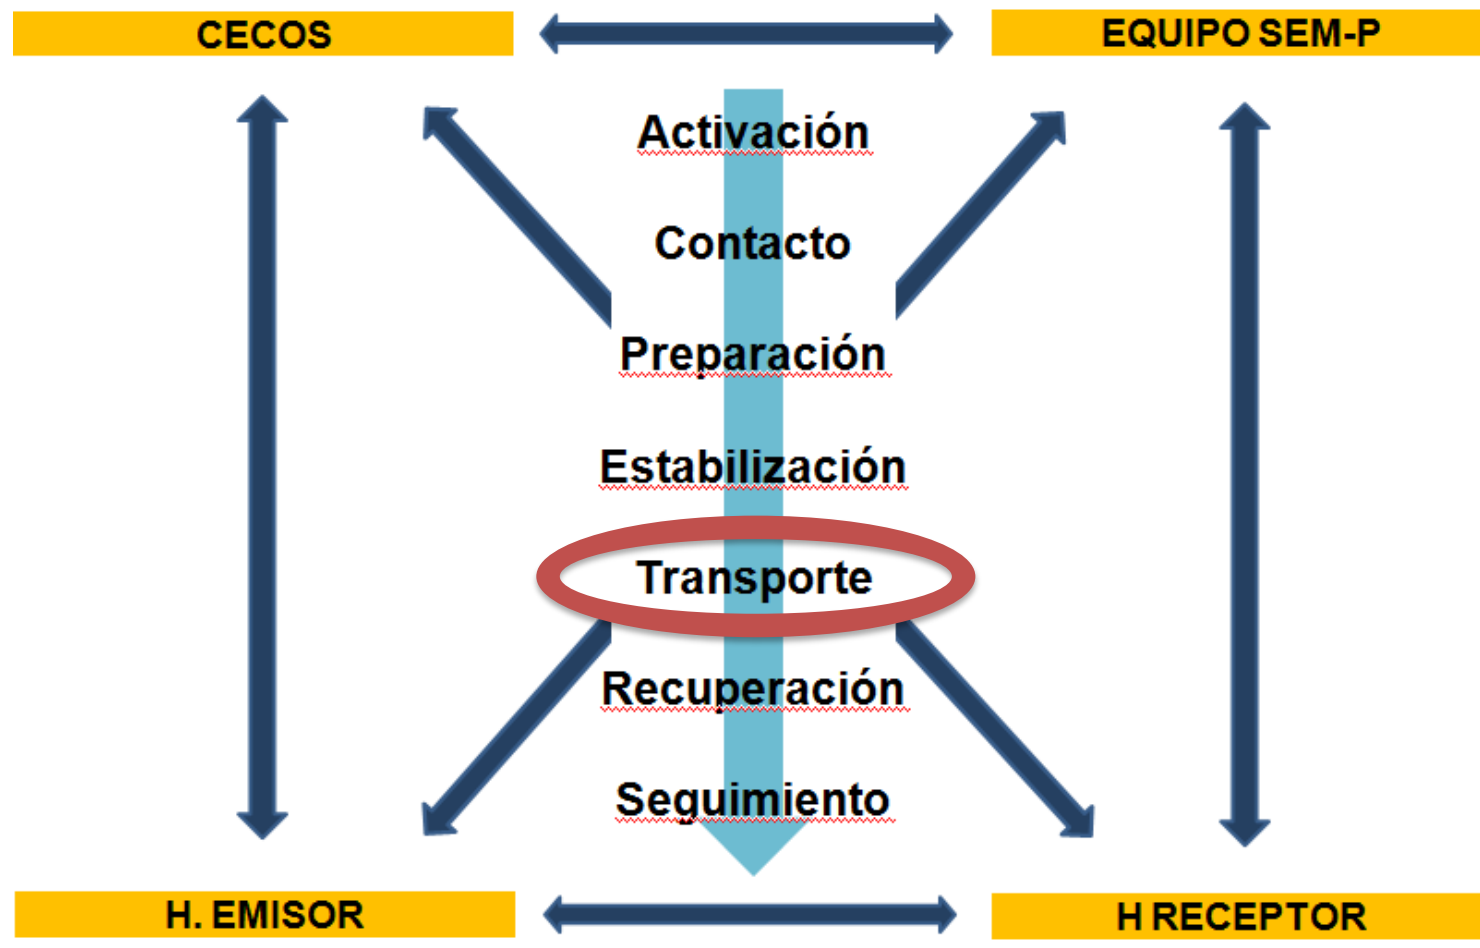 CECOS
EQUIPO SEM-P
Activación
Contacto
Preparación
Estabilización
Transporte
Recuperación
Seguimiento
H. EMISOR
H RECEPTOR